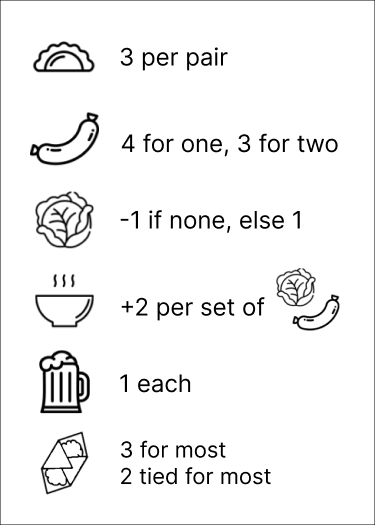 3 per pair
4 for one, 3 for two
-1 if none, else 1
+2 per set of
1 each
3 for most
2 tied for most